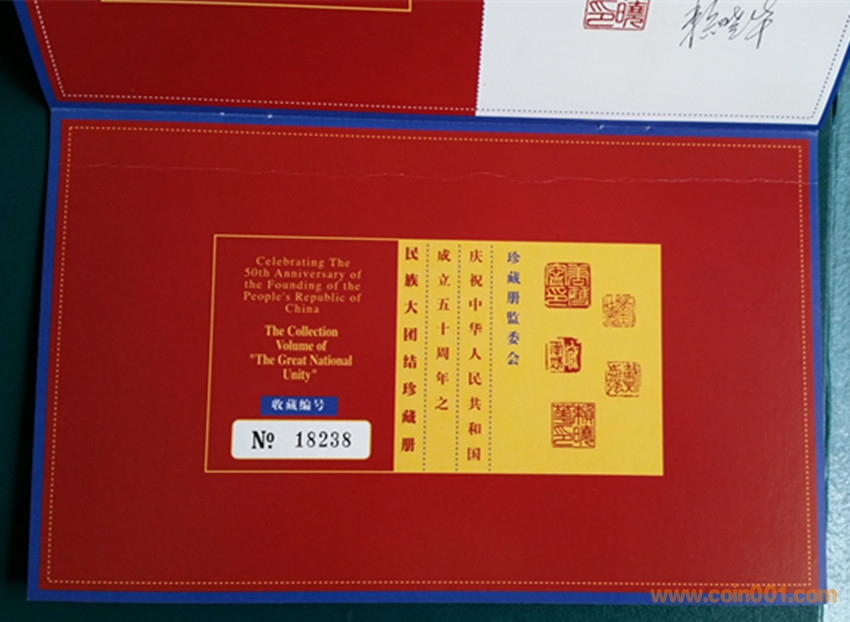 Celebrating The
50th Anniversary of
the Founding of the
People's Republic of
China
The Collection
Volume of
"The Great National
Unity"
收藏编号
№ 18238
珍藏册监委会
庆祝中华人民共和国
成立五十周年之
民族大团结珍藏册
www.coin001.com